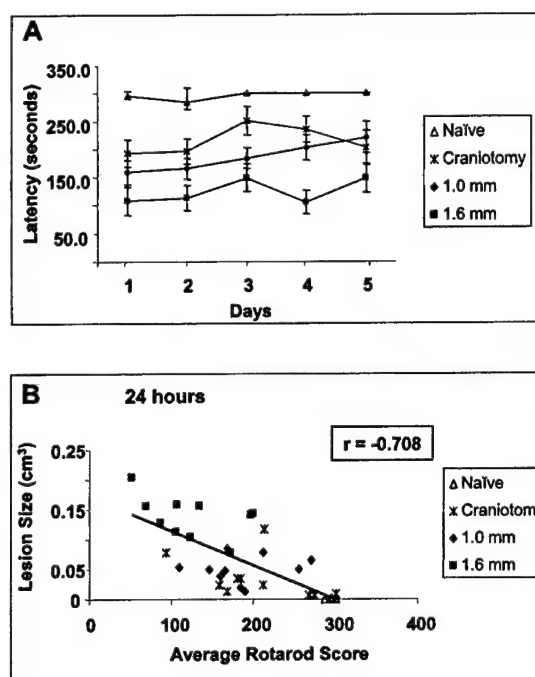 A
350.0
250.0
150.0
50.0
Latency (seconds)
1 2 3 4 5
Days
Naïve
Craniotomy
1.0 mm
1.6 mm
B
24 hours
r = -0.708
0.25
0.15
0.05
0
Lesion Size (cm³)
0 100 200 300 400
Average Rotarod Score
Naïve
Craniotomy
1.0 mm
1.6 mm